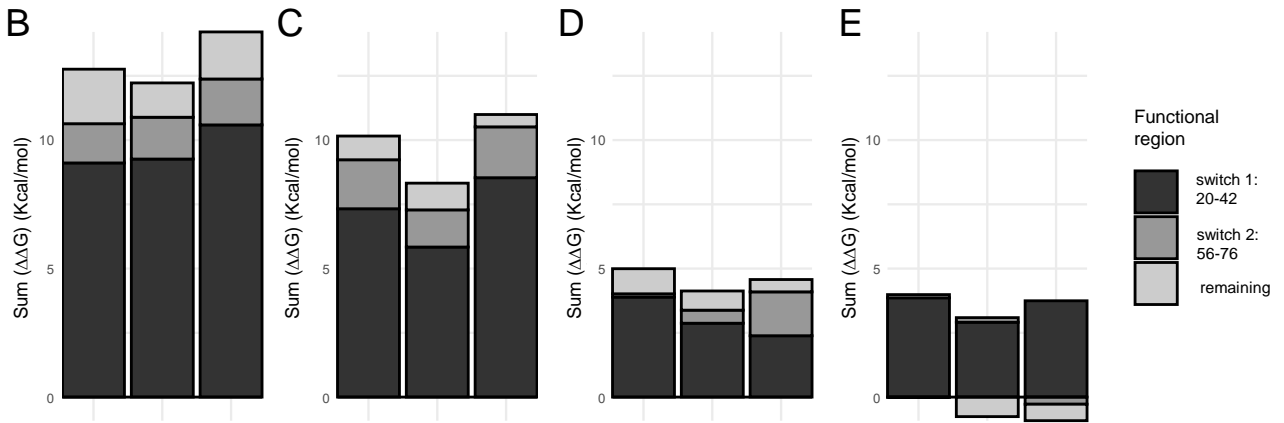 B
C
D
E
Sum (ΔΔG) (Kcal/mol)
10
5
0
Sum (ΔΔG) (Kcal/mol)
10
5
0
Sum (ΔΔG) (Kcal/mol)
10
5
0
Sum (ΔΔG) (Kcal/mol)
10
5
0
Functional
region
switch 1:
20-42
switch 2:
56-76
remaining